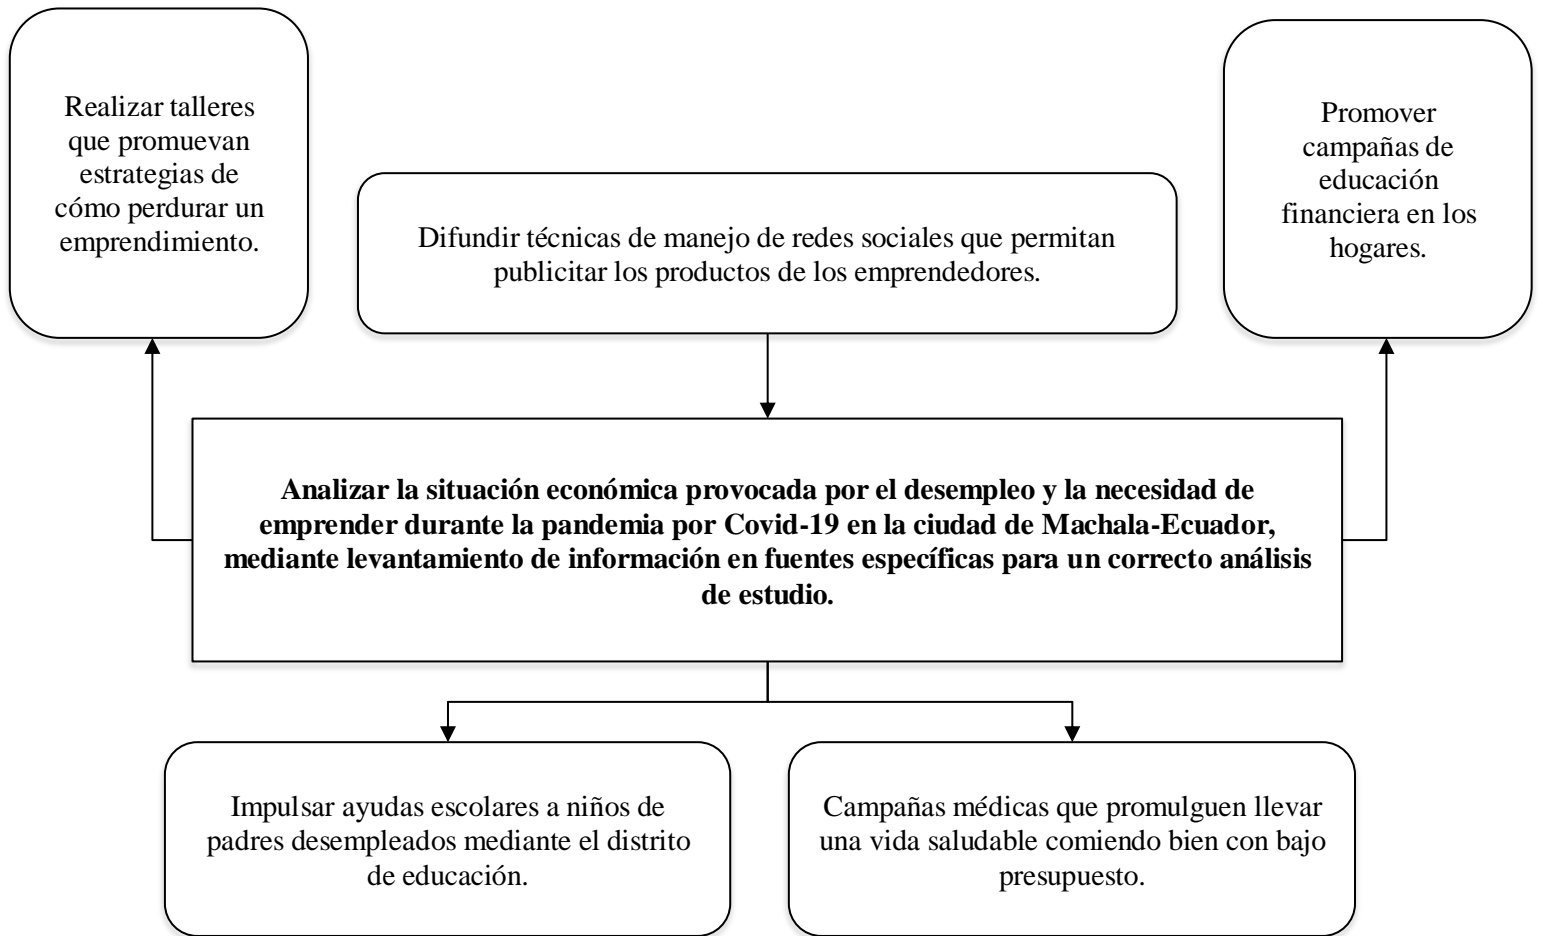 Realizar talleres
que promuevan
estrategias de
cómo perdurar un
emprendimiento.
Difundir técnicas de manejo de redes sociales que permitan
publicitar los productos de los emprendedores.
Promover
campañas de
educación
financiera en los
hogares.
Analizar la situación económica provocada por el desempleo y la necesidad de
emprender durante la pandemia por Covid-19 en la ciudad de Machala-Ecuador,
mediante levantamiento de información en fuentes específicas para un correcto análisis
de estudio.
Impulsar ayudas escolares a niños de
padres desempleados mediante el distrito
de educación.
Campañas médicas que promulguen llevar
una vida saludable comiendo bien con bajo
presupuesto.